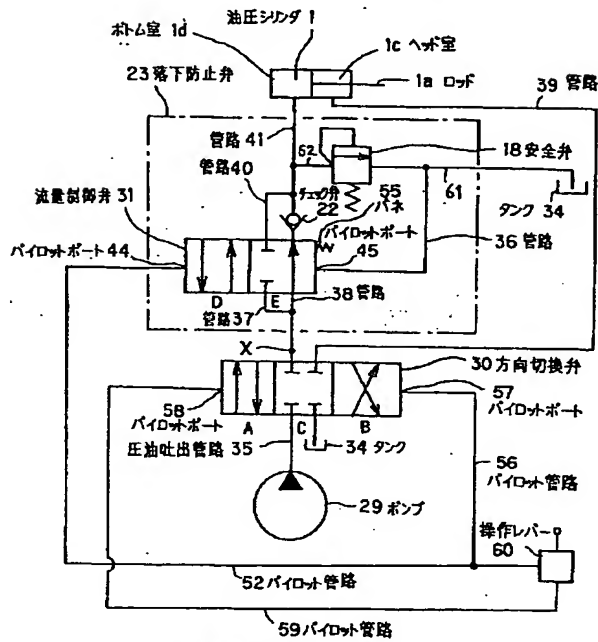 油圧シリンダ 1
ボトム室 1d
1c ヘッド室
1a ロッド
23 落下防止弁
39 管路
管路 41
62
18 安全弁
管路 40
チェック弁
22
55
バネ
61
流量制御弁 31
パイロットポート
タンク 34
パイロットポート 44
45
36 管路
D
E
38 管路
管路 37
X
30 方向切換弁
58
パイロットポート
57
パイロットポート
A
C
B
圧油吐出管路 35
34 タンク
56
パイロット管路
29 ポンプ
操作レバー
60
52 パイロット管路
59 パイロット管路